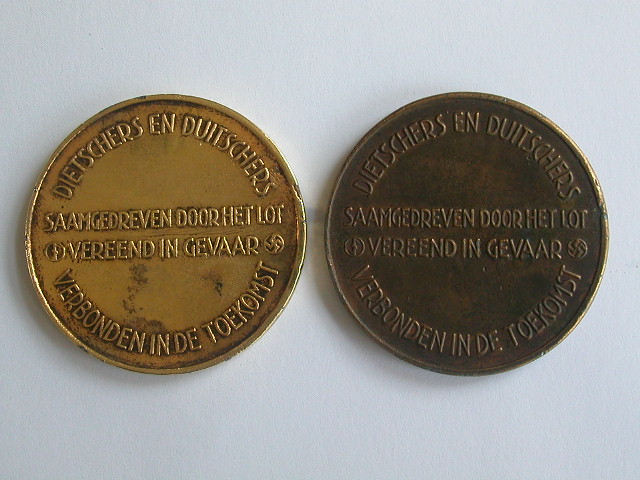 DIETSCHERS EN DUITSCHERS
SAAMGEDREVEN DOOR HET LOT
VEREEND IN GEVAAR
VERBONDEN IN DE TOEKOMST
DIETSCHERS EN DUITSCHERS
SAAMGEDREVEN DOOR HET LOT
VEREEND IN GEVAAR
VERBONDEN IN DE TOEKOMST